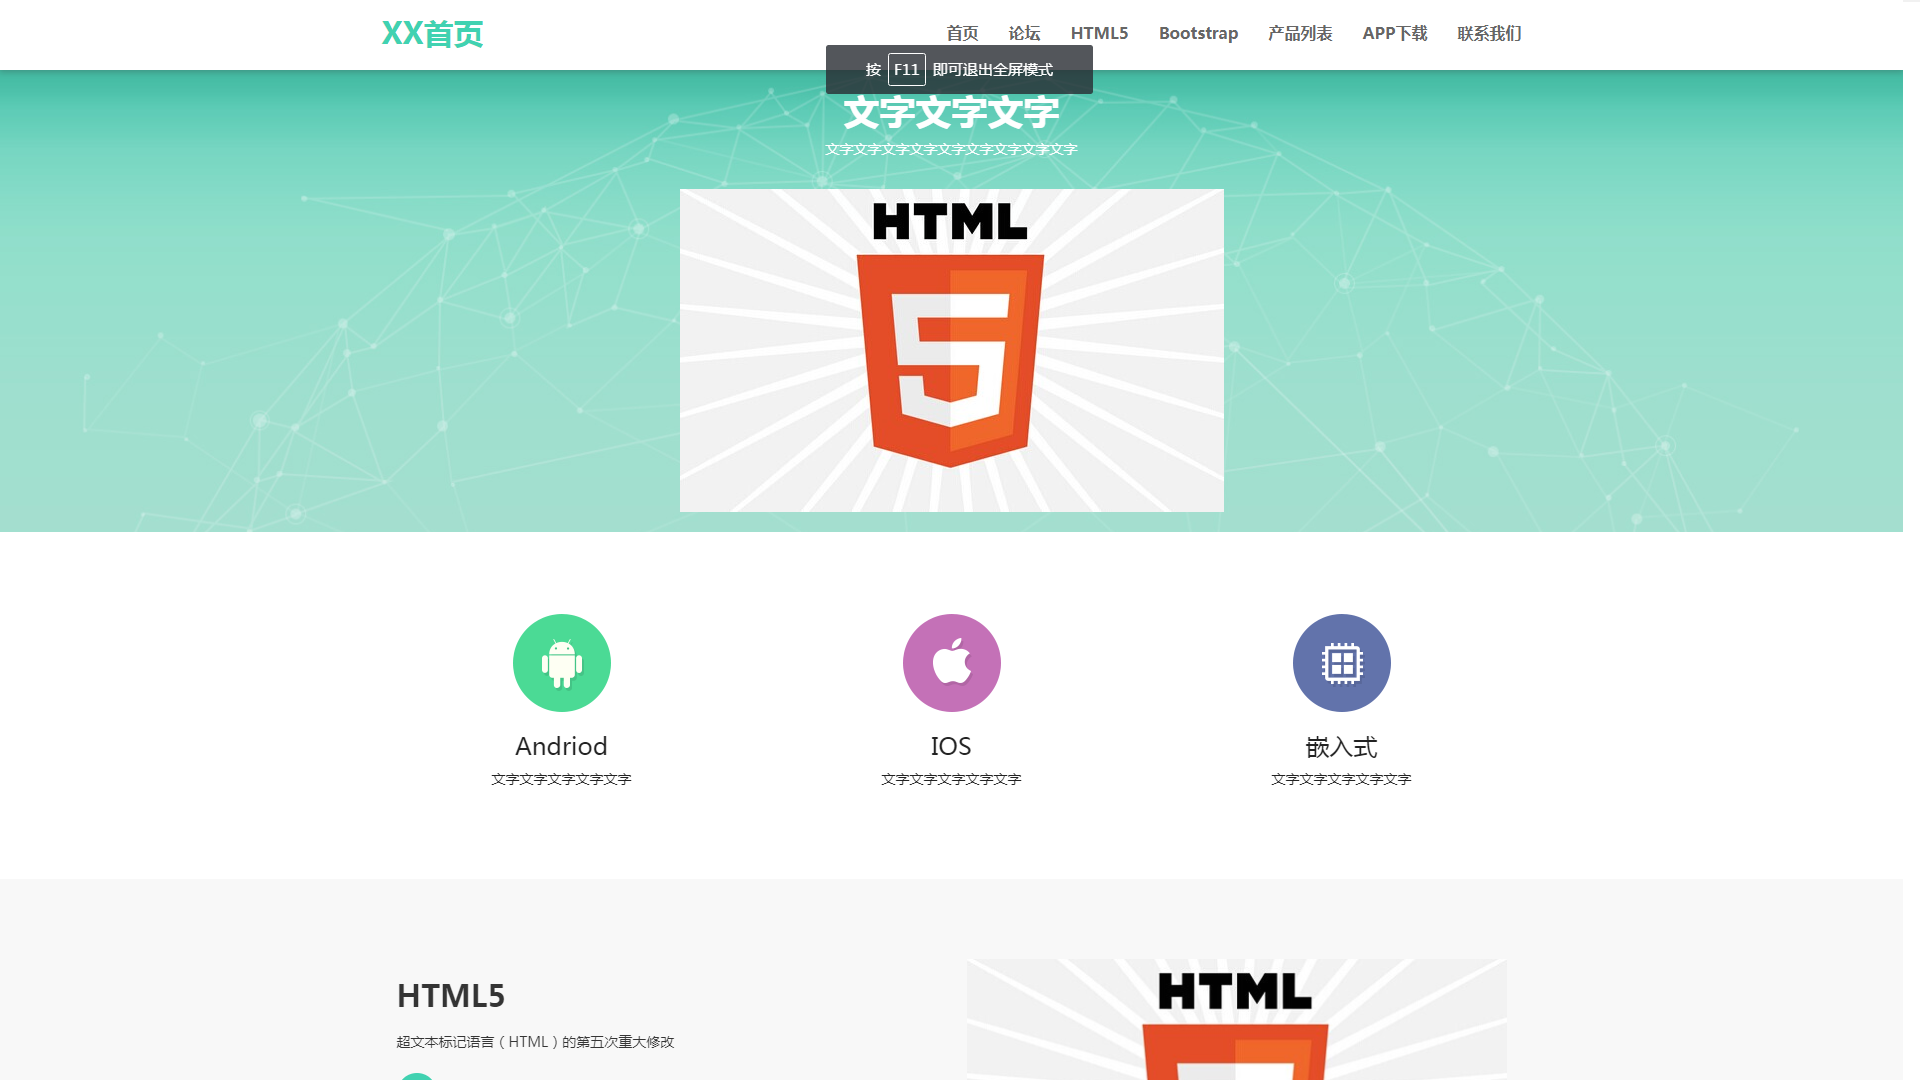 XX首页
首页 论坛 HTML5 Bootstrap 产品列表 APP下载 联系我们
按 F11 即可退出全屏模式
文字文字文字
文字文字文字文字文字文字文字文字文字
HTML
5
Andriod
文字文字文字文字文字
IOS
文字文字文字文字文字
嵌入式
文字文字文字文字文字
HTML5
超文本标记语言（HTML）的第五次重大修改
HTML